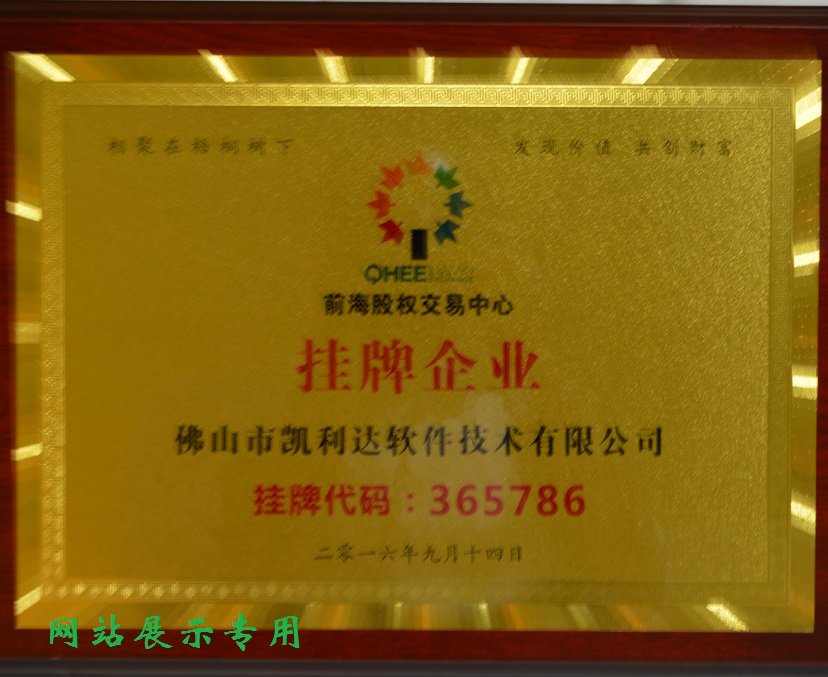 相聚在梧桐树下
发现价值 共创财富
QHEE
前海股权交易中心
挂牌企业
佛山市凯利达软件技术有限公司
挂牌代码：365786
二零一六年九月十四日
网站展示专用